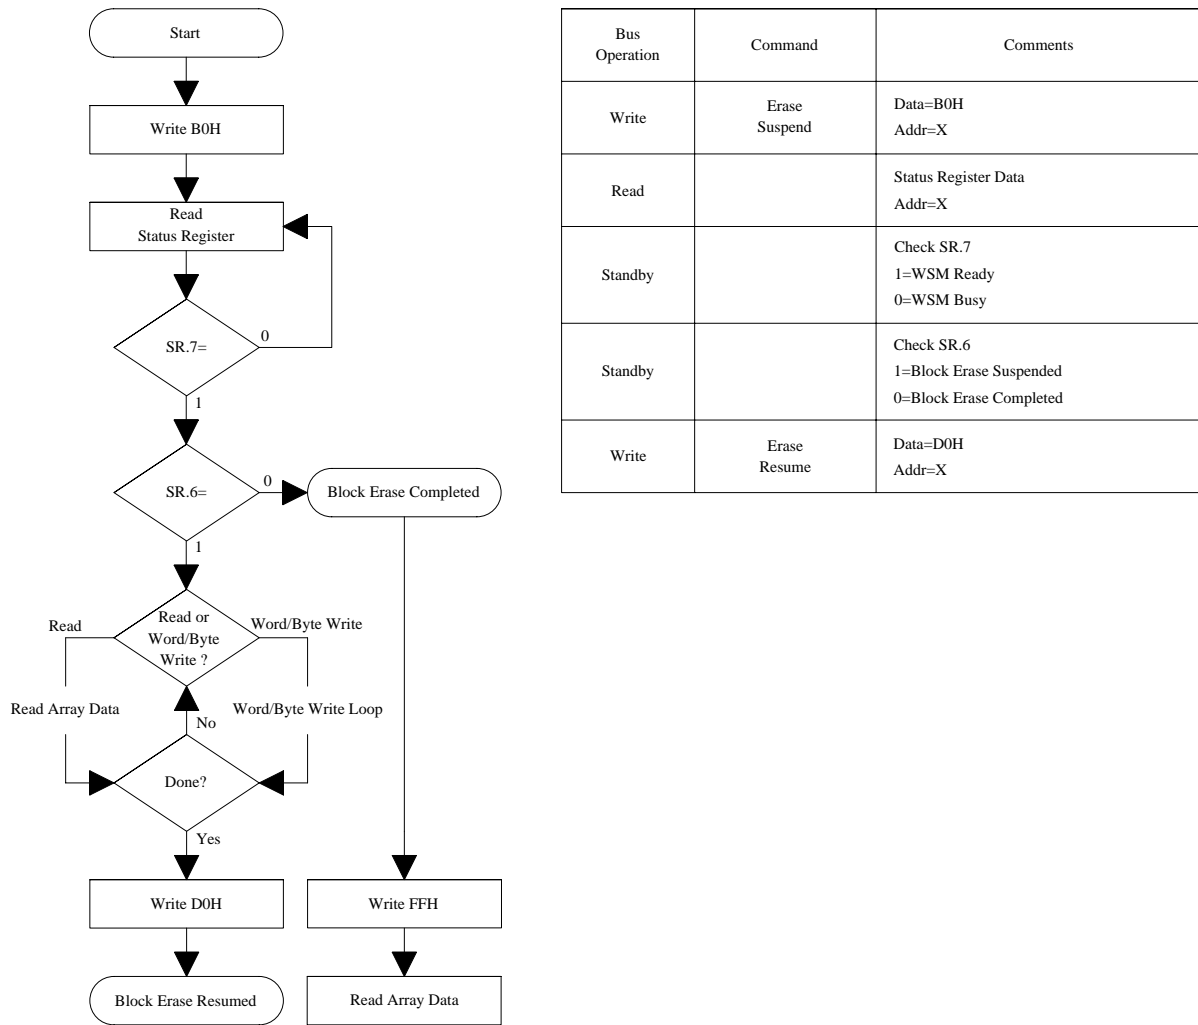 Start
Write B0H
Read
Status Register
SR.7=
0
1
SR.6=
0
Block Erase Completed
1
Read or
Word/Byte
Write ?
Read
Word/Byte Write
Read Array Data
Word/Byte Write Loop
No
Done?
Yes
Write D0H
Write FFH
Block Erase Resumed
Read Array Data
Bus
Operation
Command
Comments
Write
Erase
Suspend
Data=B0H
Addr=X
Read
Status Register Data
Addr=X
Standby
Check SR.7
1=WSM Ready
0=WSM Busy
Standby
Check SR.6
1=Block Erase Suspended
0=Block Erase Completed
Write
Erase
Resume
Data=D0H
Addr=X